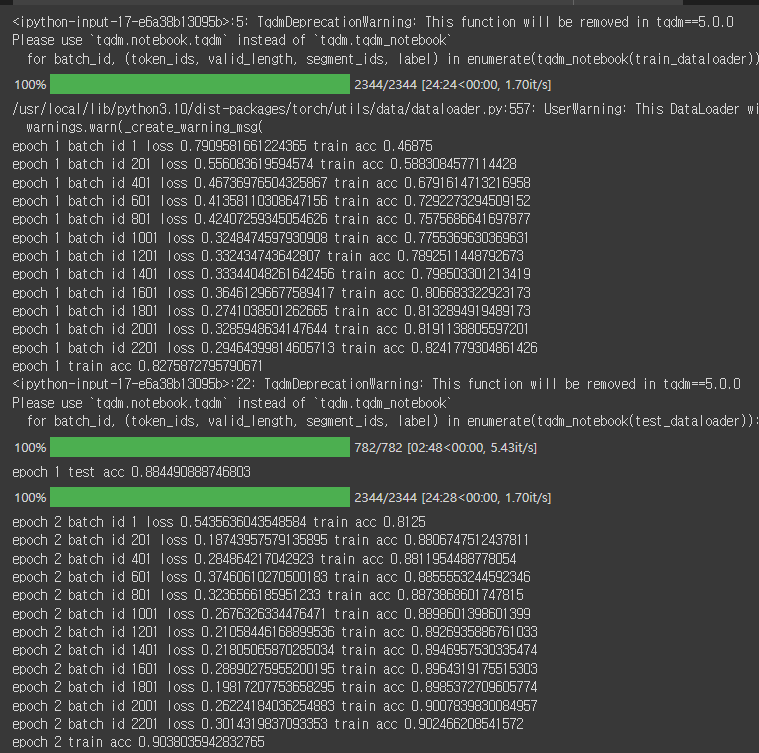 <ipython-input-17-e6a38b13095b>:5: TqdmDeprecationWarning: This function will be removed in tqdm==5.0.0
Please use `tqdm.notebook.tqdm` instead of `tqdm.tqdm_notebook`
for batch_id, (token_ids, valid_length, segment_ids, label) in enumerate(tqdm_notebook(train_dataloader))
100% 2344/2344 [24:24<00:00, 1.70it/s]
/usr/local/lib/python3.10/dist-packages/torch/utils/data/dataloader.py:557: UserWarning: This DataLoader wi
warnings.warn(_create_warning_msg(
epoch 1 batch id 1 loss 0.7909581661224365 train acc 0.46875
epoch 1 batch id 201 loss 0.556083619594574 train acc 0.5883084577114428
epoch 1 batch id 401 loss 0.46736976504325867 train acc 0.6791614713216958
epoch 1 batch id 601 loss 0.41358110308647156 train acc 0.7292273294509152
epoch 1 batch id 801 loss 0.42407259345054626 train acc 0.7575686641697877
epoch 1 batch id 1001 loss 0.3248474597930908 train acc 0.7755369630369631
epoch 1 batch id 1201 loss 0.332434743642807 train acc 0.7892511448792673
epoch 1 batch id 1401 loss 0.33344048261642456 train acc 0.798503301213419
epoch 1 batch id 1601 loss 0.36461296677589417 train acc 0.806683322923173
epoch 1 batch id 1801 loss 0.2741038501262665 train acc 0.8132894919489173
epoch 1 batch id 2001 loss 0.3285948634147644 train acc 0.8191138805597201
epoch 1 batch id 2201 loss 0.29464399814605713 train acc 0.8241779304861426
epoch 1 train acc 0.8275872795790671
<ipython-input-17-e6a38b13095b>:22: TqdmDeprecationWarning: This function will be removed in tqdm==5.0.0
Please use `tqdm.notebook.tqdm` instead of `tqdm.tqdm_notebook`
for batch_id, (token_ids, valid_length, segment_ids, label) in enumerate(tqdm_notebook(test_dataloader)):
100% 782/782 [02:48<00:00, 5.43it/s]
epoch 1 test acc 0.884490888746803
100% 2344/2344 [24:28<00:00, 1.70it/s]
epoch 2 batch id 1 loss 0.5435636043548584 train acc 0.8125
epoch 2 batch id 201 loss 0.18743957579135895 train acc 0.8806747512437811
epoch 2 batch id 401 loss 0.284864217042923 train acc 0.8811954488778054
epoch 2 batch id 601 loss 0.37460610270500183 train acc 0.8855553244592346
epoch 2 batch id 801 loss 0.3236566185951233 train acc 0.8873868601747815
epoch 2 batch id 1001 loss 0.2676326334476471 train acc 0.8898601398601399
epoch 2 batch id 1201 loss 0.21058446168899536 train acc 0.8926935886761033
epoch 2 batch id 1401 loss 0.21805065870285034 train acc 0.8946957530335474
epoch 2 batch id 1601 loss 0.28890275955200195 train acc 0.8964319175515303
epoch 2 batch id 1801 loss 0.19817207753658295 train acc 0.8985372709605774
epoch 2 batch id 2001 loss 0.26224184036254883 train acc 0.9007839830084957
epoch 2 batch id 2201 loss 0.3014319837093353 train acc 0.902466208541572
epoch 2 train acc 0.9038035942832765